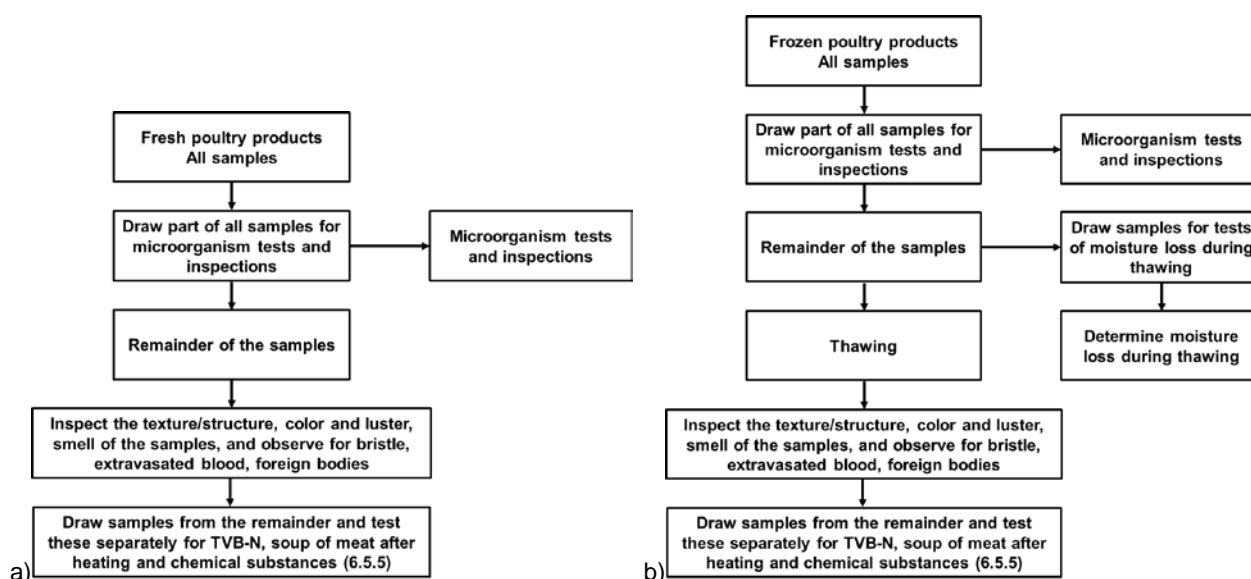 Fresh poultry products
All samples
Draw part of all samples for
microorganism tests and
inspections
Microorganism tests
and inspections
Remainder of the samples
Inspect the texture/structure, color and luster,
smell of the samples, and observe for bristle,
extravasated blood, foreign bodies
Draw samples from the remainder and test
these separately for TVB-N, soup of meat after
heating and chemical substances (6.5.5)
a)
Frozen poultry products
All samples
Draw part of all samples for
microorganism tests and
inspections
Microorganism tests
and inspections
Remainder of the samples
Draw samples for tests
of moisture loss during
thawing
Thawing
Determine moisture
loss during thawing
Inspect the texture/structure, color and luster,
smell of the samples, and observe for bristle,
extravasated blood, foreign bodies
Draw samples from the remainder and test
these separately for TVB-N, soup of meat after
heating and chemical substances (6.5.5)
b)